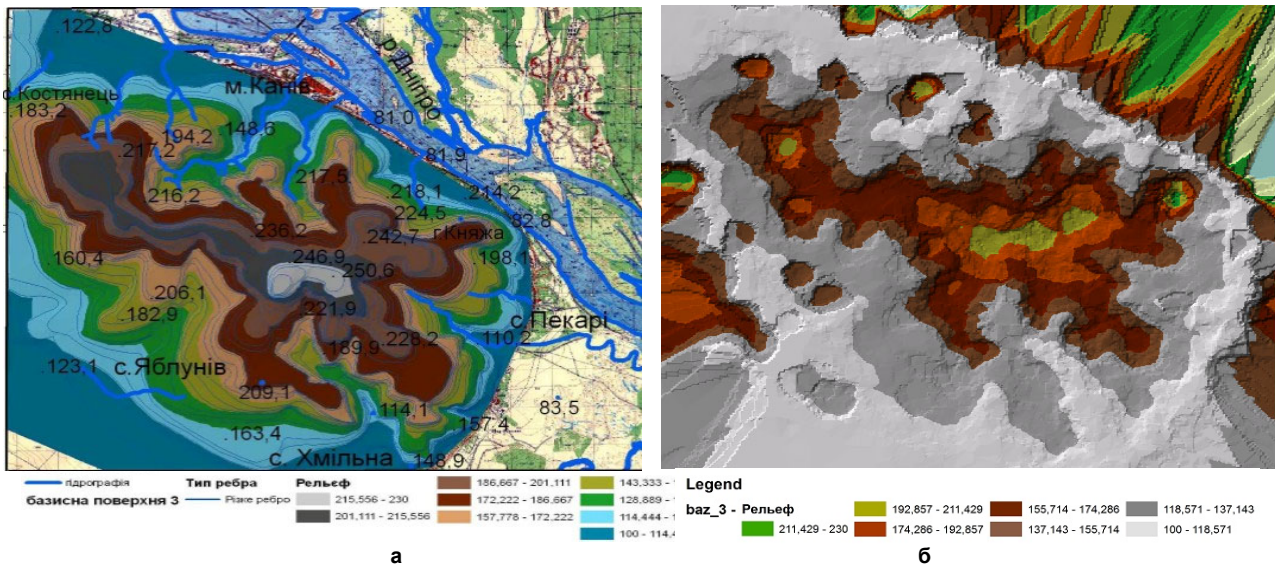 .122,8
р. Дніпро
с.Костянець
.183,2
м.Канів
81.0
194,2
.148,6
.217,2
81,9
217,5
.216,2
.218,1
.214,2
224,5
82.8
.236,2
.242,7
г.Княжа
246,9
.198,1
.160,4
250,6
.206,1
.221,9
.182,9
с.Пекарі
.228,2
110,2
189,9
.123,1
с.Яблунів
209,1
.114,1
83,5
.157,4
.163,4
с. Хмільна
148,9
гідрографія
базисна поверхня 3
Тип ребра
Різке ребро
Рельєф
215,556 - 230
201,111 - 215,556
186,667 - 201,111
172,222 - 186,667
157,778 - 172,222
143,333 -
128,889 -
114,444 -
100 - 114,4
а
Legend
baz_3 - Рельеф
211,429 - 230
192,857 - 211,429
174,286 - 192,857
155,714 - 174,286
137,143 - 155,714
118,571 - 137,143
100 - 118,571
б